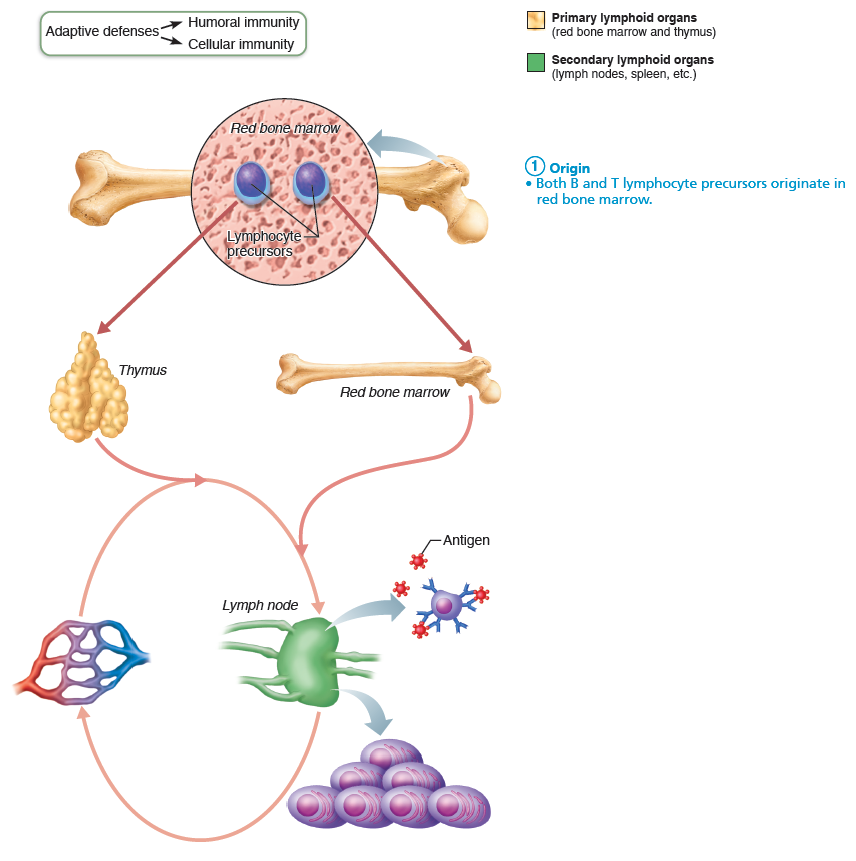 Adaptive defenses
Humoral immunity
Cellular immunity
Primary lymphoid organs
(red bone marrow and thymus)
Secondary lymphoid organs
(lymph nodes, spleen, etc.)
Red bone marrow
1 Origin
• Both B and T lymphocyte precursors originate in
red bone marrow.
Lymphocyte
precursors
Thymus
Red bone marrow
Antigen
Lymph node